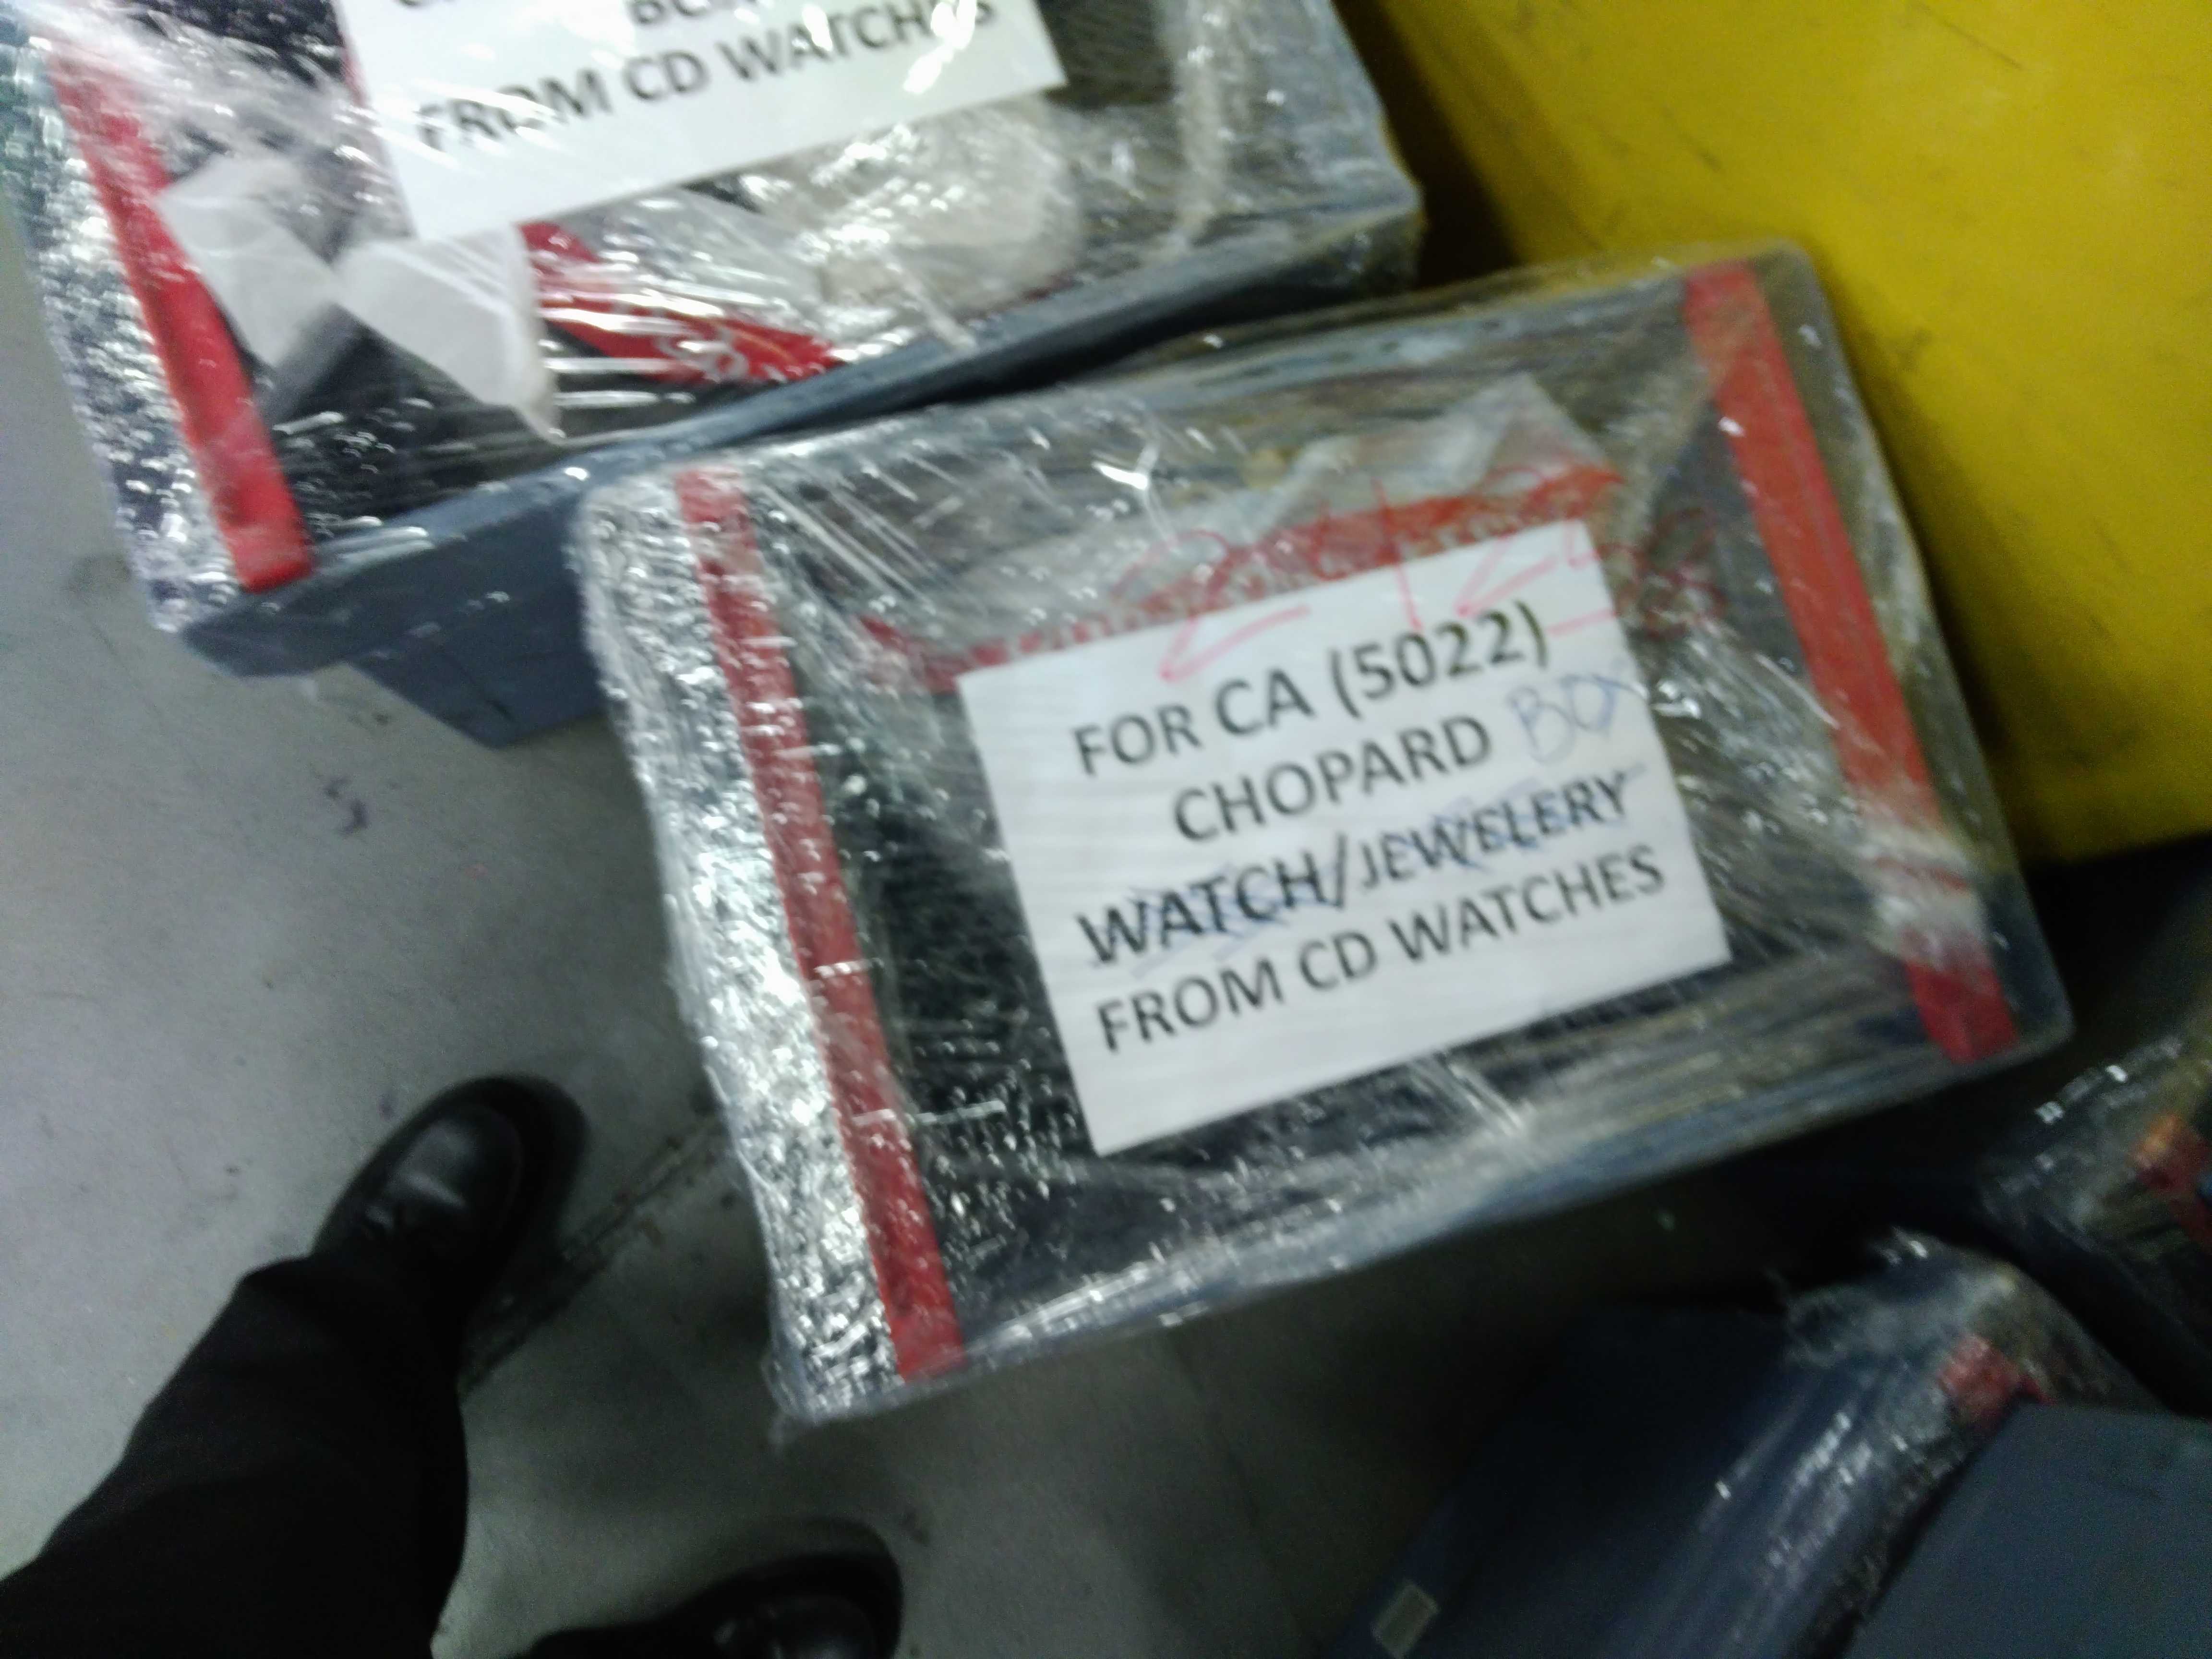 FROM CD WATCHES
FOR CA (5022)
CHOPARD BOX
WATCH/JEWELERY
FROM CD WATCHES